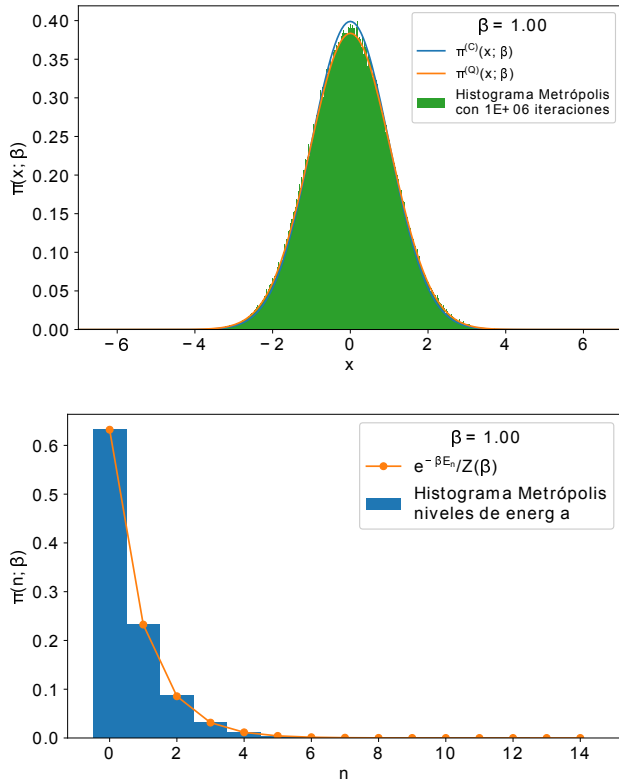 0.40
0.35
0.30
0.25
0.20
0.15
0.10
0.05
0.00
π(x; β)
β = 1.00
π(C)(x; β)
π(Q)(x; β)
Histograma Metrópolis
con 1E+06 iteraciones
−6 −4 −2 0 2 4 6
x
0.6
0.5
0.4
0.3
0.2
0.1
0.0
π(n; β)
β = 1.00
e−βEn/Z(β)
Histograma Metrópolis
niveles de energ a
0 2 4 6 8 10 12 14
n